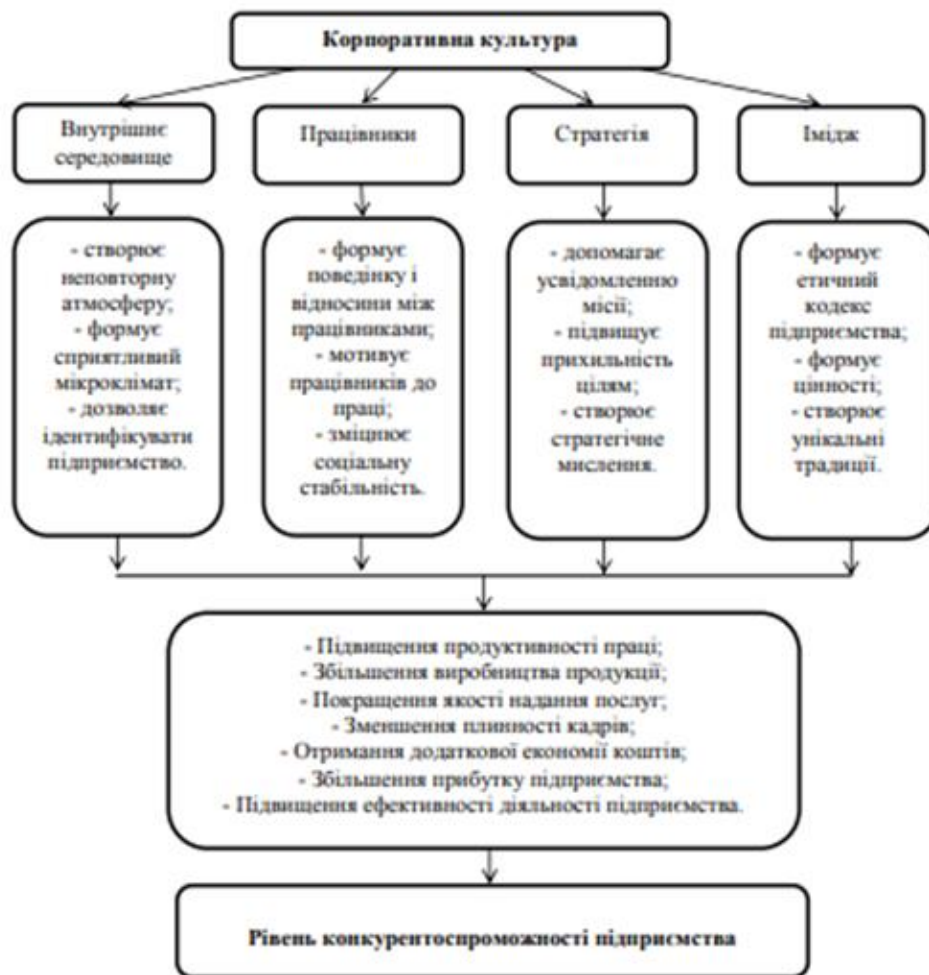 Корпоративна культура
Внутрішнє
середовище
Працівники
Стратегія
Імідж
- створює
неповторну
атмосферу;
- формує
сприятливий
мікроклімат;
- дозволяє
ідентифікувати
підприємство.
- формує
поведінку і
відносини між
працівниками;
- мотивує
працівників до
праці;
- зміцнює
соціальну
стабільність.
- допомагає
усвідомленню
місії;
- підвищує
прихильність
цілям;
- створює
стратегічне
мислення.
- формує
етичний
кодекс
підприємства;
- формує
цінності;
- створює
унікальні
традиції.
- Підвищення продуктивності праці;
- Збільшення виробництва продукції;
- Покращення якості надання послуг;
- Зменшення плинності кадрів;
- Отримання додаткової економії коштів;
- Збільшення прибутку підприємства;
- Підвищення ефективності діяльності підприємства.
Рівень конкурентоспроможності підприємства